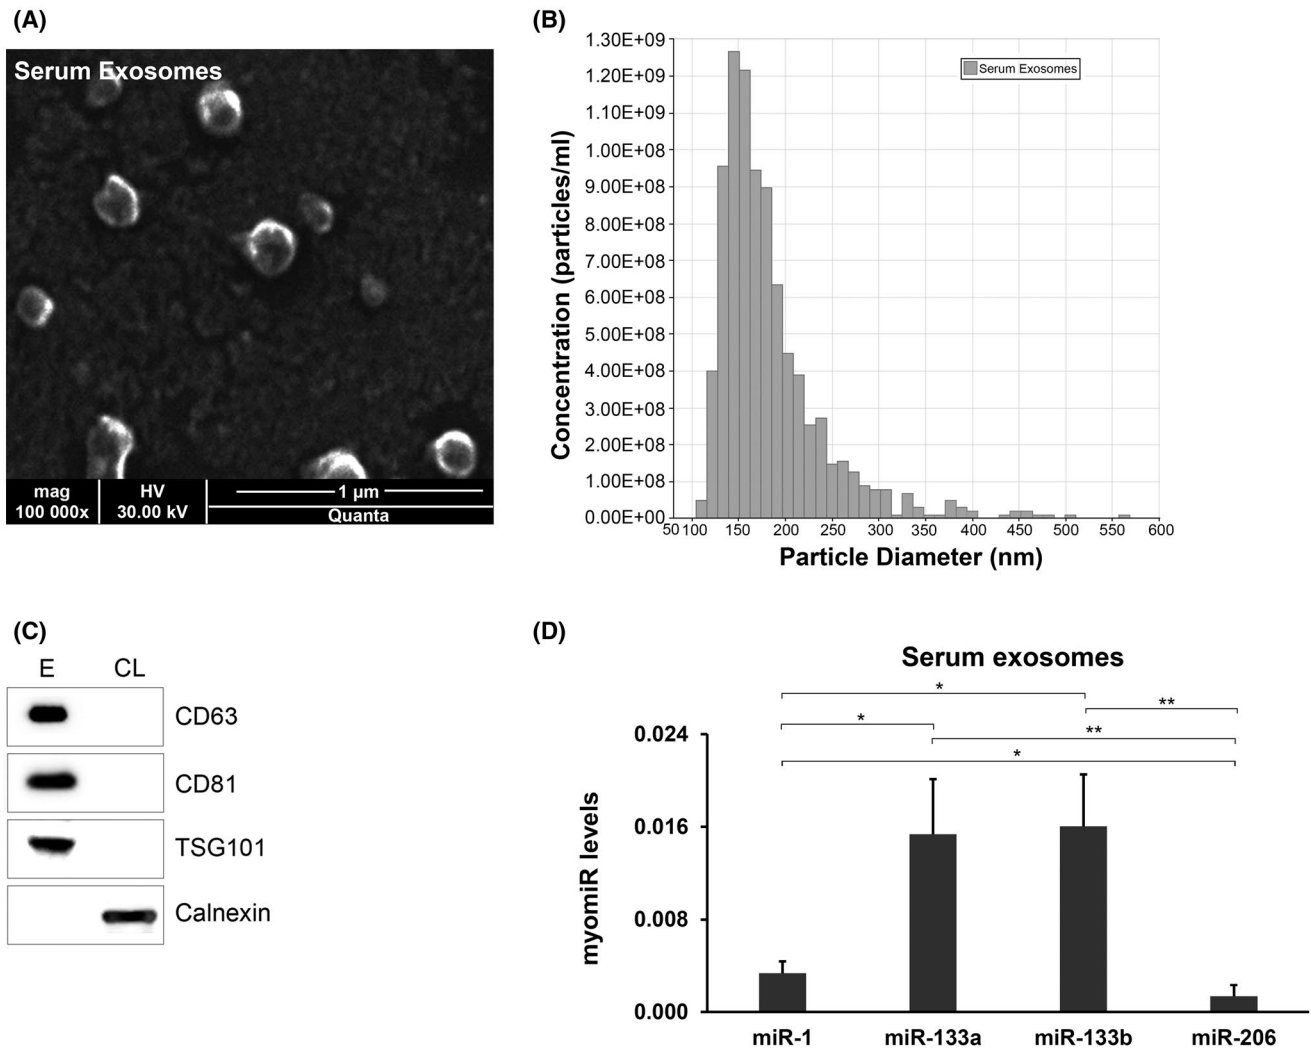 (A)
Serum Exosomes
mag
100 000x
HV
30.00 kV
1 µm
Quanta
(B)
1.30E+09
1.20E+09
1.10E+09
1.00E+08
9.00E+08
8.00E+08
7.00E+08
6.00E+08
5.00E+08
4.00E+08
3.00E+08
2.00E+08
1.00E+08
0.00E+00
Concentration (particles/ml)
Serum Exosomes
50 100 150 200 250 300 350 400 450 500 550 600
Particle Diameter (nm)
(C)
E CL
CD63
CD81
TSG101
Calnexin
(D)
Serum exosomes
*
**
*
**
*
0.024
0.016
0.008
0.000
myomiR levels
miR-1 miR-133a miR-133b miR-206